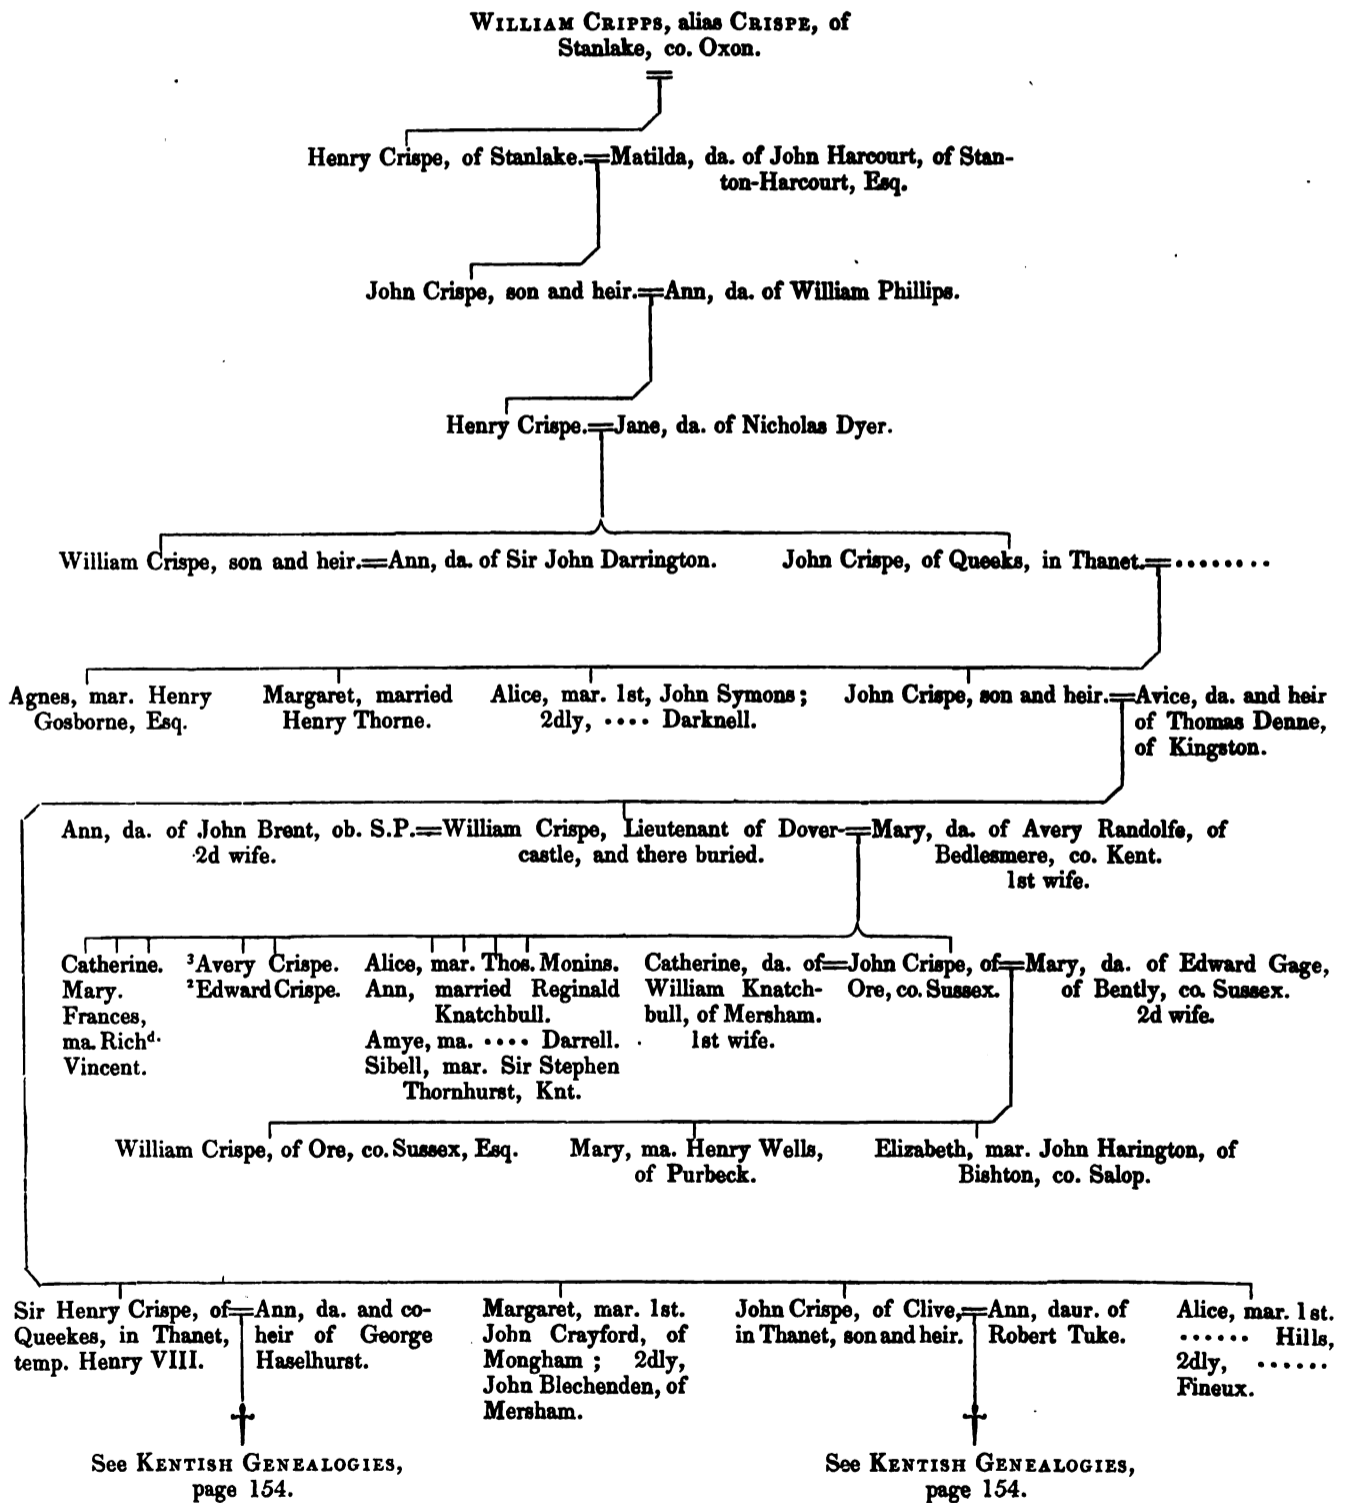 WILLIAM CRIPPS, alias CRISPE, of
Stanlake, co. Oxon.
Henry Crispe, of Stanlake.=Matilda, da. of John Harcourt, of Stan-
ton-Harcourt, Esq.
John Crispe, son and heir.=Ann, da. of William Phillips.
Henry Crispe.=Jane, da. of Nicholas Dyer.
William Crispe, son and heir.=Ann, da. of Sir John Darrington.
John Crispe, of Queeks, in Thanet.=........
Agnes, mar. Henry
Gosborne, Esq.
Margaret, married
Henry Thorne.
Alice, mar. 1st, John Symons;
2dly, .... Darknell.
John Crispe, son and heir.=Avice, da. and heir
of Thomas Denne,
of Kingston.
Ann, da. of John Brent, ob. S.P.=William Crispe, Lieutenant of Dover-=Mary, da. of Avery Randolfe, of
2d wife.
castle, and there buried.
Bedlesmere, co. Kent.
1st wife.
Catherine.
Mary.
Frances,
ma. Richd.
Vincent.
3Avery Crispe.
2Edward Crispe.
Alice, mar. Thos. Monins.
Ann, married Reginald
Knatchbull.
Amye, ma. .... Darrell.
Sibell, mar. Sir Stephen
Thornhurst, Knt.
Catherine, da. of=John Crispe, of=Mary, da. of Edward Gage,
William Knatch-
bull, of Mersham.
1st wife.
Ore, co. Sussex.
of Bently, co. Sussex.
2d wife.
William Crispe, of Ore, co. Sussex, Esq.
Mary, ma. Henry Wells,
of Purbeck.
Elizabeth, mar. John Harington, of
Bishton, co. Salop.
Sir Henry Crispe, of=Ann, da. and co-
Queekes, in Thanet,
temp. Henry VIII.
heir of George
Haselhurst.
Margaret, mar. 1st.
John Crayford, of
Mongham; 2dly,
John Blechenden, of
Mersham.
John Crispe, of Clive,=Ann, daur. of
in Thanet, son and heir.
Robert Tuke.
Alice, mar. 1st.
...... Hills,
2dly, ......
Fineux.
See KENTISH GENEALOGIES,
page 154.
See KENTISH GENEALOGIES,
page 154.